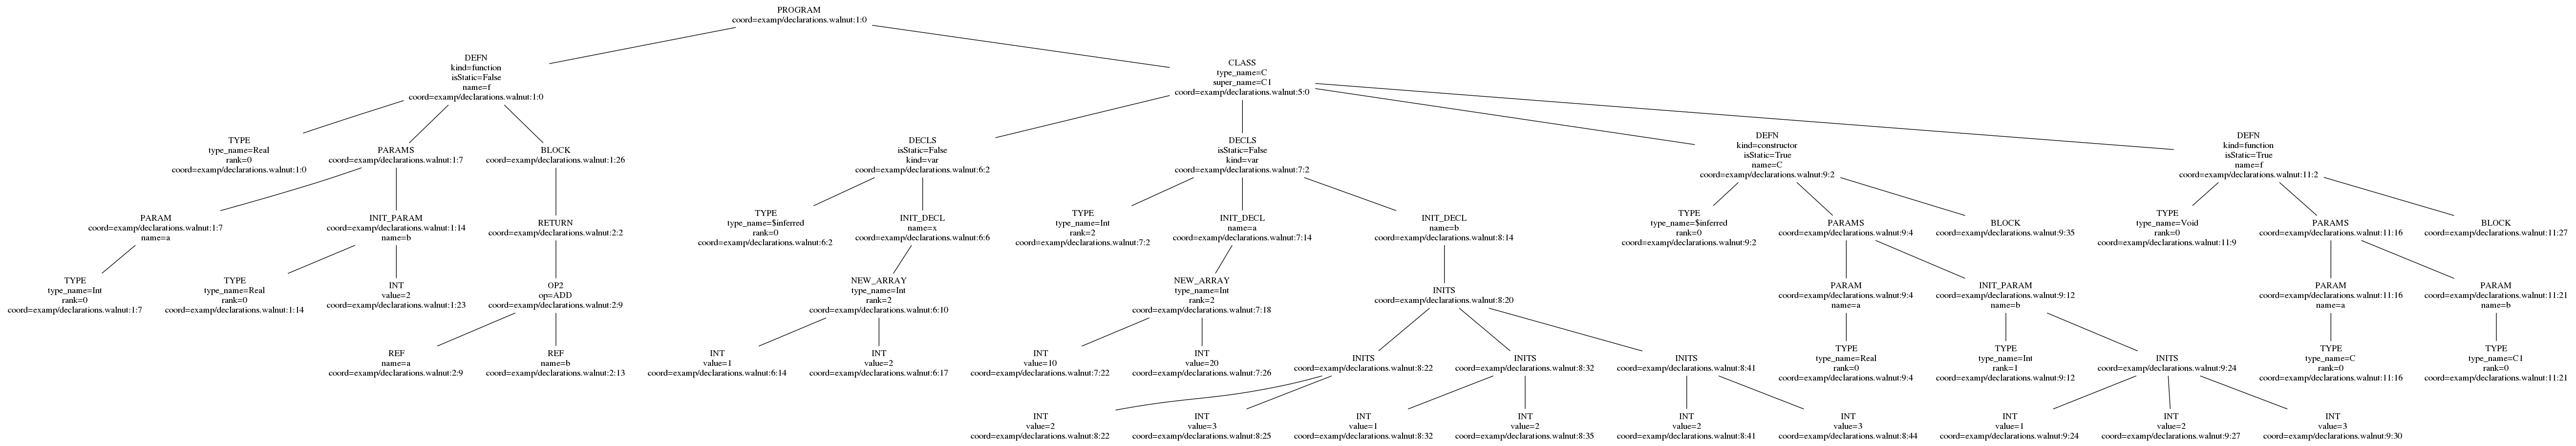 PROGRAM
coord=examp/declarations.walnut:1:0
DEFN
kind=function
isStatic=False
name=f
coord=examp/declarations.walnut:1:0
CLASS
type_name=C
super_name=C1
coord=examp/declarations.walnut:5:0
TYPE
type_name=Real
rank=0
coord=examp/declarations.walnut:1:0
PARAMS
coord=examp/declarations.walnut:1:7
BLOCK
coord=examp/declarations.walnut:1:26
DECLS
isStatic=False
kind=var
coord=examp/declarations.walnut:6:2
DECLS
isStatic=False
kind=var
coord=examp/declarations.walnut:7:2
DEFN
kind=constructor
isStatic=True
name=C
coord=examp/declarations.walnut:9:2
DEFN
kind=function
isStatic=True
name=f
coord=examp/declarations.walnut:11:2
PARAM
coord=examp/declarations.walnut:1:7
name=a
INIT_PARAM
coord=examp/declarations.walnut:1:14
name=b
RETURN
coord=examp/declarations.walnut:2:2
TYPE
type_name=$inferred
rank=0
coord=examp/declarations.walnut:6:2
INIT_DECL
name=x
coord=examp/declarations.walnut:6:6
TYPE
type_name=Int
rank=2
coord=examp/declarations.walnut:7:2
INIT_DECL
name=a
coord=examp/declarations.walnut:7:14
INIT_DECL
name=b
coord=examp/declarations.walnut:8:14
TYPE
type_name=$inferred
rank=0
coord=examp/declarations.walnut:9:2
PARAMS
coord=examp/declarations.walnut:9:4
BLOCK
coord=examp/declarations.walnut:9:35
TYPE
type_name=Void
rank=0
coord=examp/declarations.walnut:11:9
PARAMS
coord=examp/declarations.walnut:11:16
BLOCK
coord=examp/declarations.walnut:11:27
TYPE
type_name=Int
rank=0
coord=examp/declarations.walnut:1:7
TYPE
type_name=Real
rank=0
coord=examp/declarations.walnut:1:14
INT
value=2
coord=examp/declarations.walnut:1:23
OP2
op=ADD
coord=examp/declarations.walnut:2:9
NEW_ARRAY
type_name=Int
rank=2
coord=examp/declarations.walnut:6:10
NEW_ARRAY
type_name=Int
rank=2
coord=examp/declarations.walnut:7:18
INITS
coord=examp/declarations.walnut:8:20
PARAM
coord=examp/declarations.walnut:9:4
name=a
INIT_PARAM
coord=examp/declarations.walnut:9:12
name=b
PARAM
coord=examp/declarations.walnut:11:16
name=a
PARAM
coord=examp/declarations.walnut:11:21
name=b
REF
name=a
coord=examp/declarations.walnut:2:9
REF
name=b
coord=examp/declarations.walnut:2:13
INT
value=1
coord=examp/declarations.walnut:6:14
INT
value=2
coord=examp/declarations.walnut:6:17
INT
value=10
coord=examp/declarations.walnut:7:22
INT
value=20
coord=examp/declarations.walnut:7:26
INITS
coord=examp/declarations.walnut:8:22
INITS
coord=examp/declarations.walnut:8:32
INITS
coord=examp/declarations.walnut:8:41
TYPE
type_name=Real
rank=0
coord=examp/declarations.walnut:9:4
TYPE
type_name=Int
rank=1
coord=examp/declarations.walnut:9:12
INITS
coord=examp/declarations.walnut:9:24
TYPE
type_name=C
rank=0
coord=examp/declarations.walnut:11:16
TYPE
type_name=C1
rank=0
coord=examp/declarations.walnut:11:21
INT
value=2
coord=examp/declarations.walnut:8:22
INT
value=3
coord=examp/declarations.walnut:8:25
INT
value=1
coord=examp/declarations.walnut:8:32
INT
value=2
coord=examp/declarations.walnut:8:35
INT
value=2
coord=examp/declarations.walnut:8:41
INT
value=3
coord=examp/declarations.walnut:8:44
INT
value=1
coord=examp/declarations.walnut:9:24
INT
value=2
coord=examp/declarations.walnut:9:27
INT
value=3
coord=examp/declarations.walnut:9:30